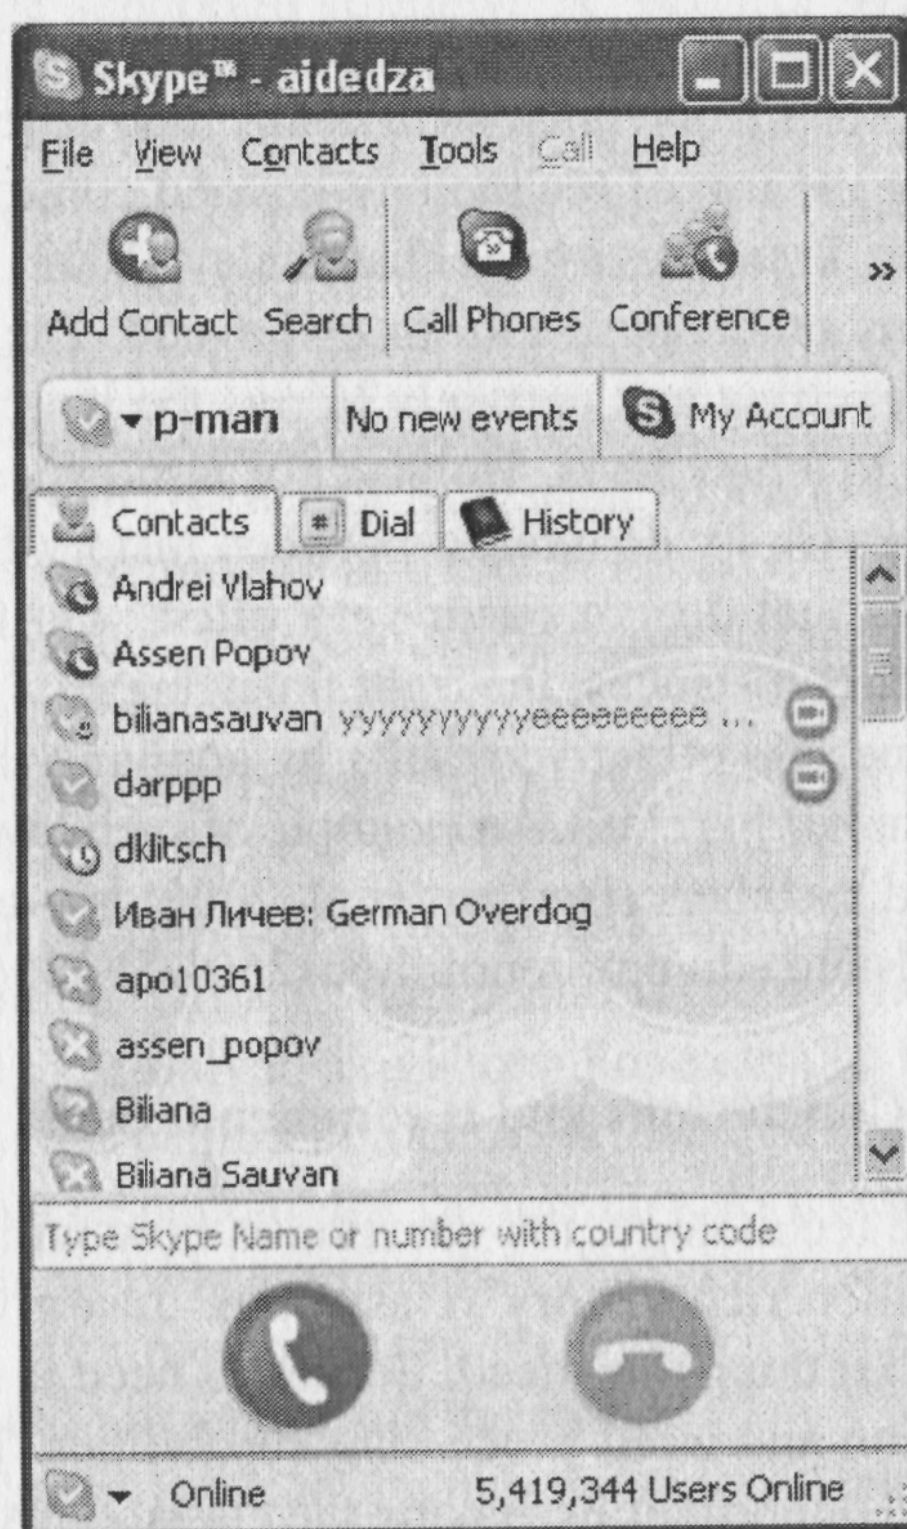 Skype™ - aidedza
File View Contacts Tools Call Help
Add Contact Search Call Phones Conference »
p-man No new events My Account
Contacts # Dial History
Andrei Vlahov
Assen Popov
bilianasauvan yyyyyyyyyyeeeeeeeeee ...
darppp
dklitsch
Иван Личев: German Overdog
apo10361
assen_popov
Biliana
Biliana Sauvan
Type Skype Name or number with country code
Online 5,419,344 Users Online